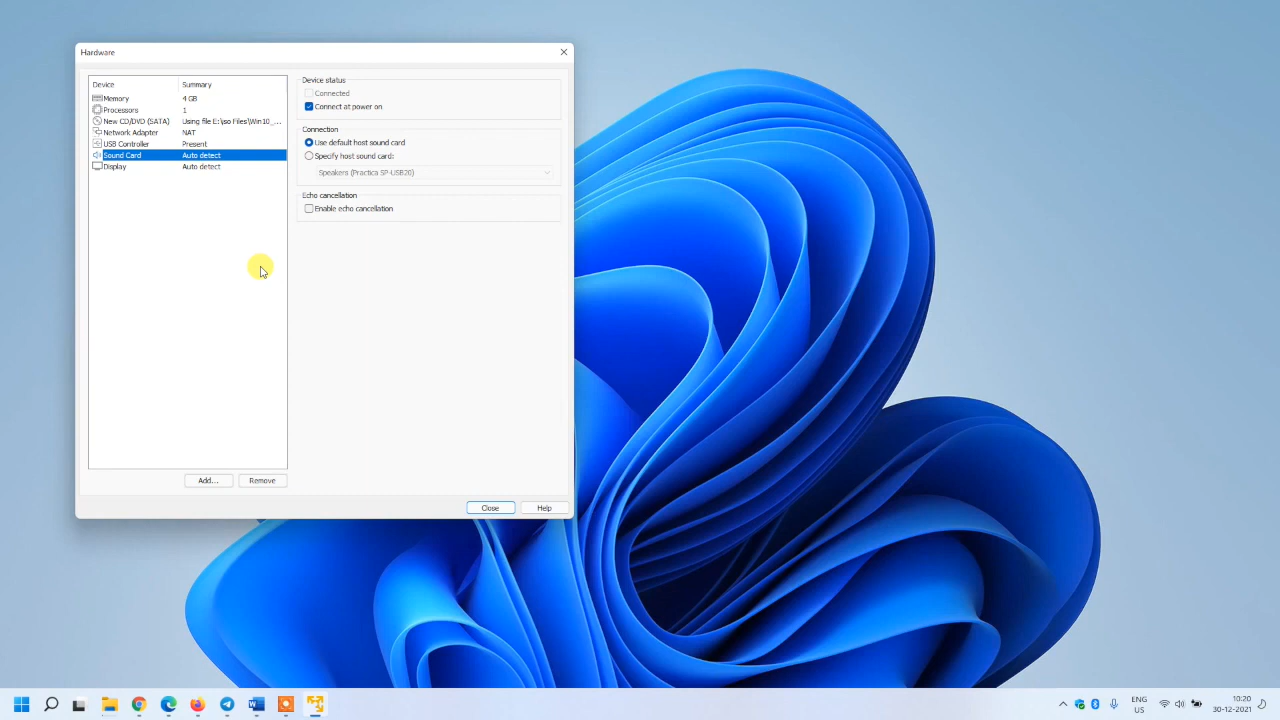 Hardware
Device Summary
Memory 4 GB
Processors 1
New CD/DVD (SATA) Using file E:\iso Files\Win10_...
Network Adapter NAT
USB Controller Present
Sound Card Auto detect
Display Auto detect
Add...
Remove
Device status
Connected
Connect at power on
Connection
Use default host sound card
Specify host sound card:
Speakers (Practica SP-USB20)
Echo cancellation
Enable echo cancellation
Close
Help
ENG
US
10:20
30-12-2021